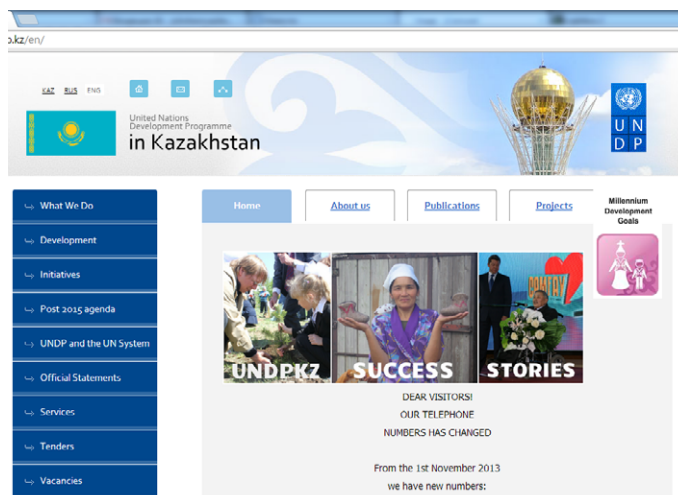 o.kz/en/
KAZ RUS ENG
United Nations
Development Programme
in Kazakhstan
U N
D P
What We Do
Development
Initiatives
Post 2015 agenda
UNDP and the UN System
Official Statements
Services
Tenders
Vacancies
Home
About us
Publications
Projects
Millennium
Development
Goals
UNDPKZ SUCCESS STORIES
DEAR VISITORS!
OUR TELEPHONE
NUMBERS HAS CHANGED
From the 1st November 2013
we have new numbers: